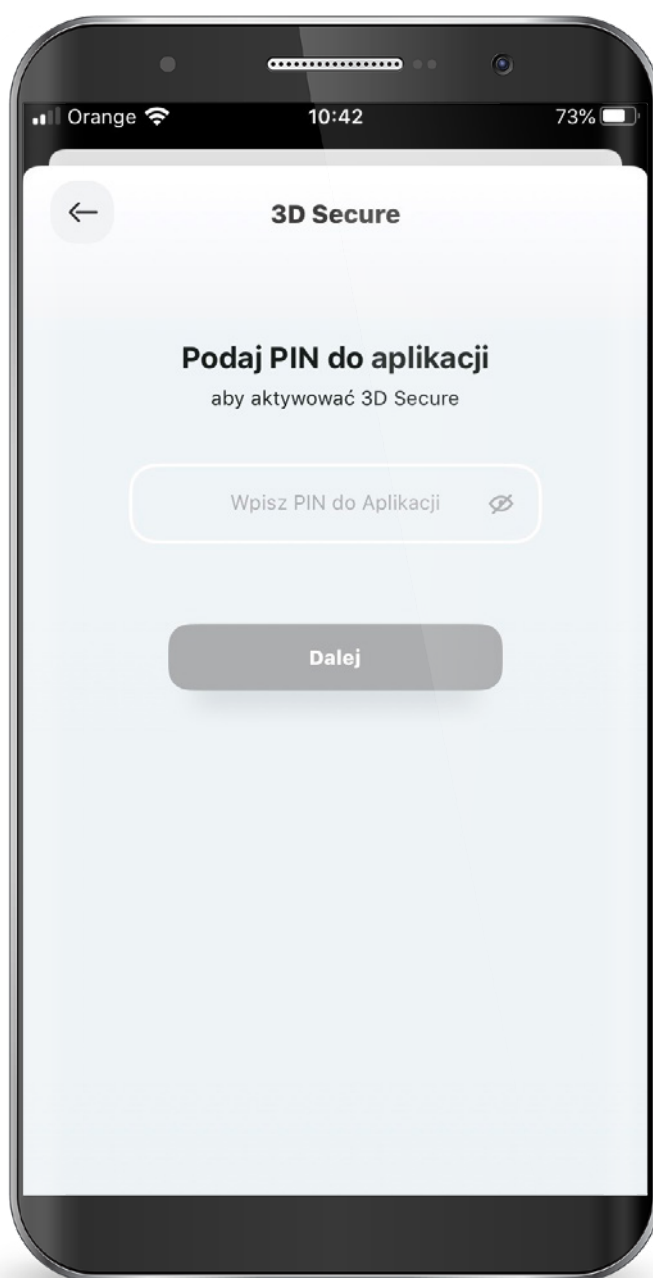 Orange
10:42
73%
3D Secure
Podaj PIN do aplikacji
aby aktywować 3D Secure
Wpisz PIN do Aplikacji
Dalej